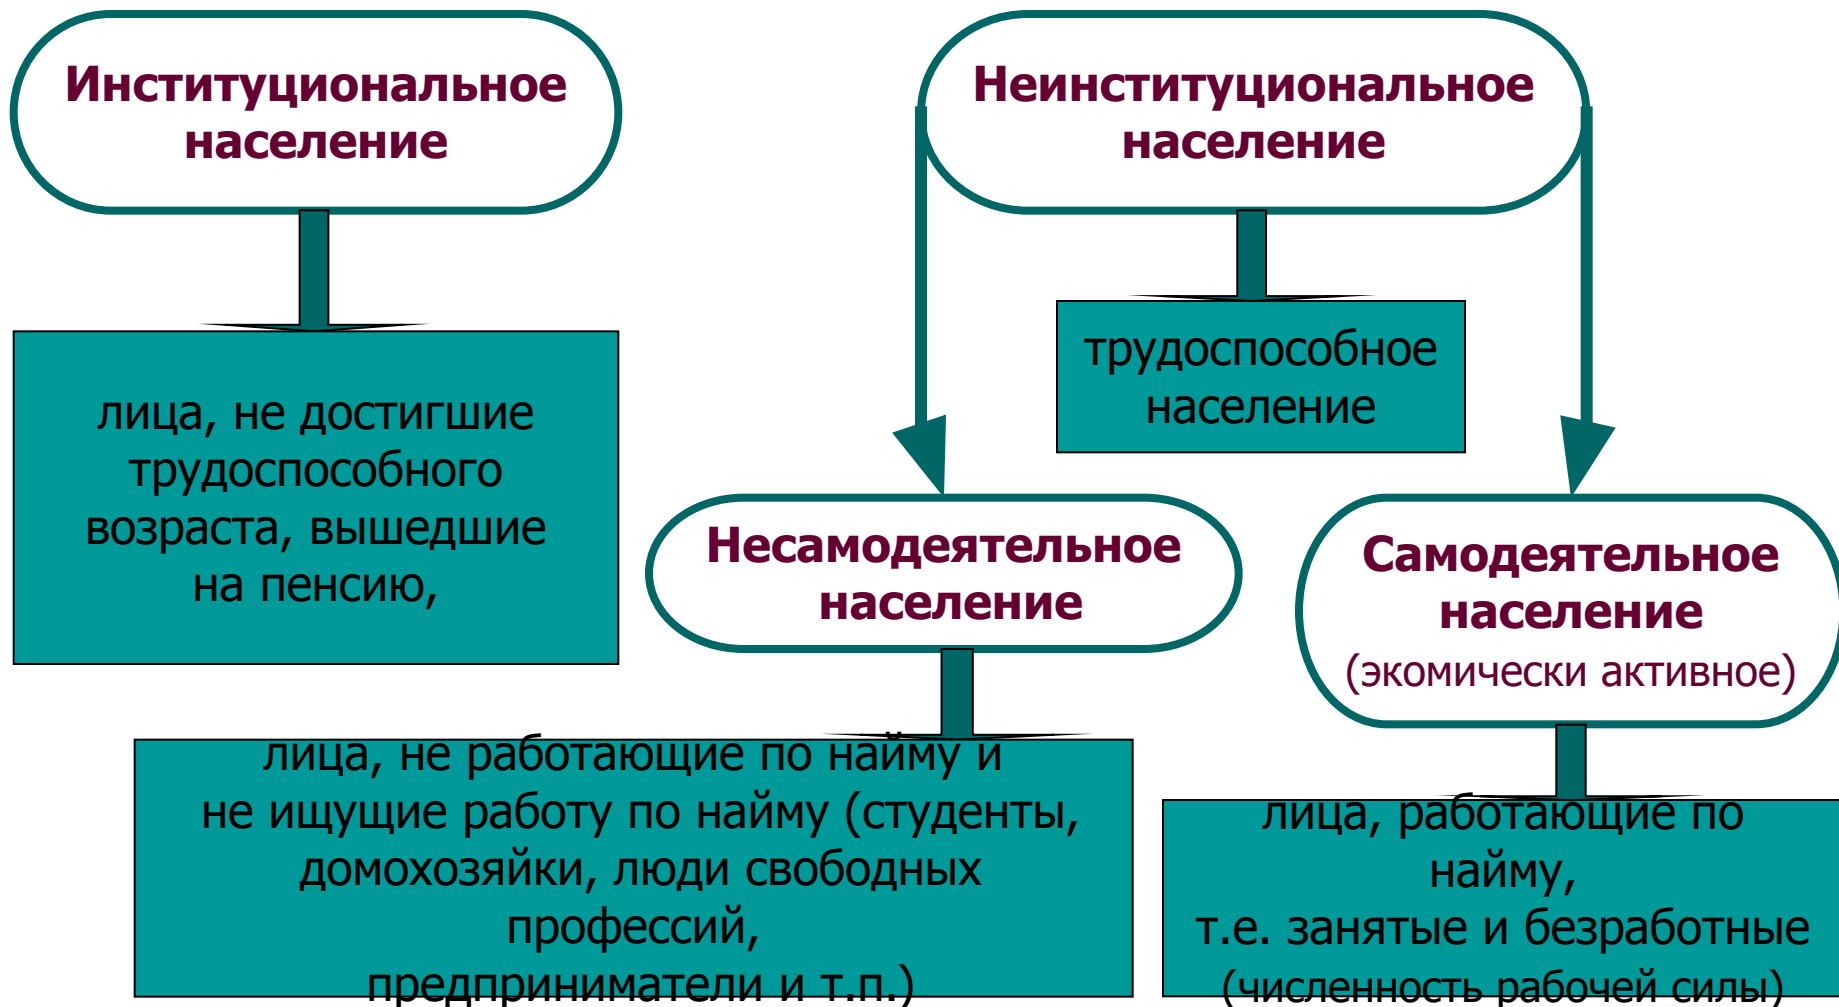 Институциональное
население
лица, не достигшие
трудоспособного
возраста, вышедшие
на пенсию,
Неинституциональное
население
трудоспособное
население
Несамодеятельное
население
лица, не работающие по найму и
не ищущие работу по найму (студенты,
домохозяйки, люди свободных
профессий,
предприниматели и т.п.)
Самодеятельное
население
(экомически активное)
лица, работающие по
найму,
т.е. занятые и безработные
(численность рабочей силы)